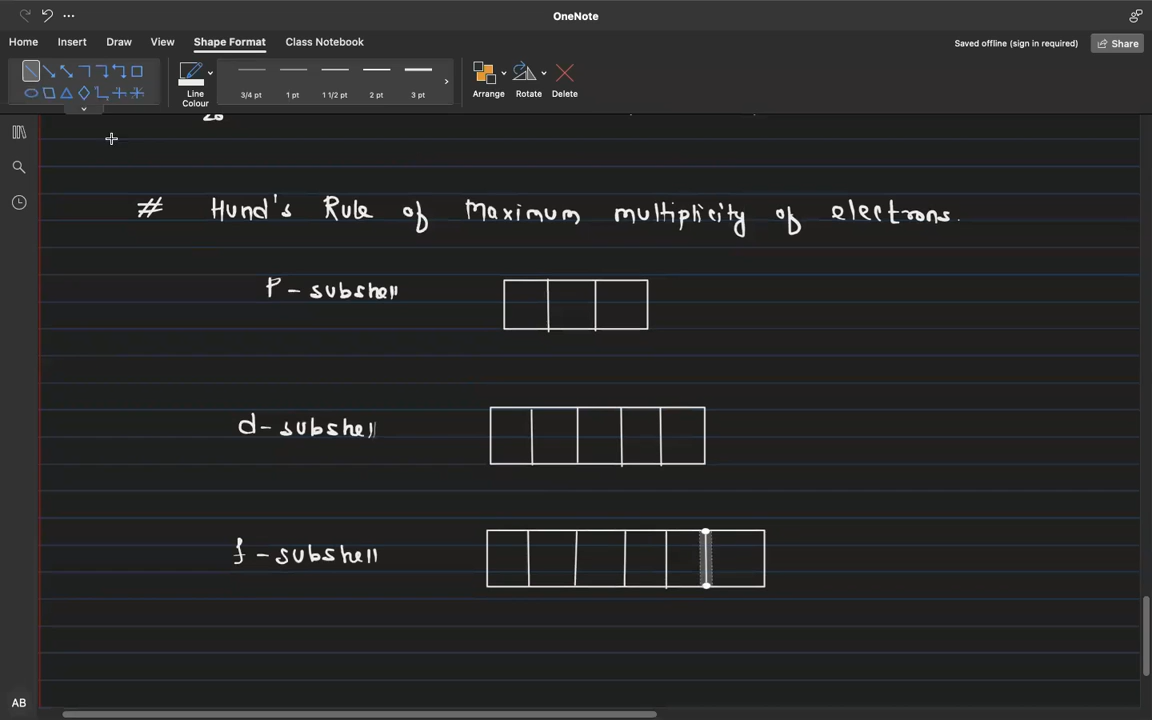 OneNote
Home Insert Draw View Shape Format Class Notebook
Saved offline (sign in required) Share
Line Colour
3/4 pt 1 pt 1 1/2 pt 2 pt 3 pt
Arrange Rotate Delete
# Hund's Rule of Maximum multiplicity of electrons.
P - subshell
d - subshell
f - subshell
AB